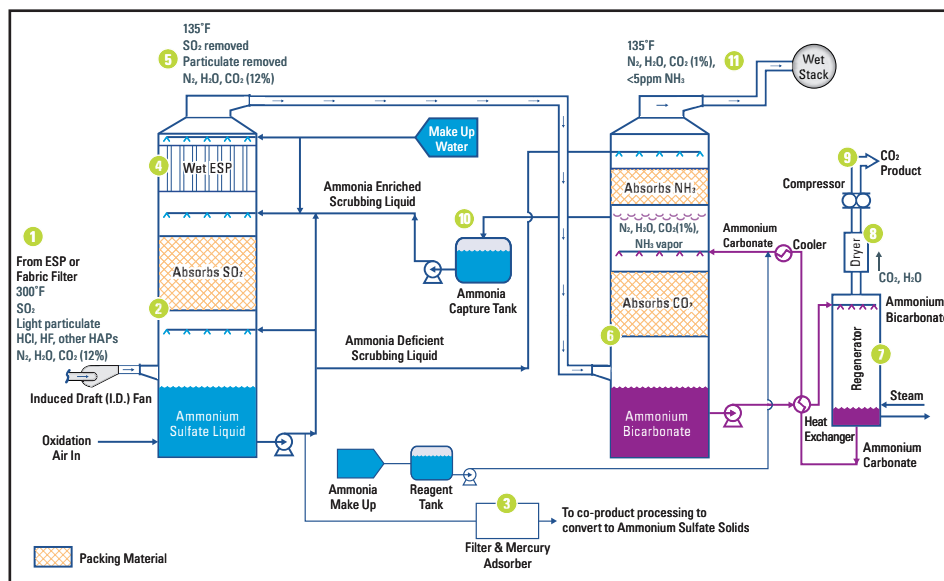 135˚F
SO₂ removed
Particulate removed
N₂, H₂O, CO₂ (12%)
5
135˚F
N₂, H₂O, CO₂ (1%),
<5ppm NH₃
11
Wet
Stack
Make Up
Water
4
Wet ESP
Absorbs NH₃
9
CO₂
Product
Compressor
Ammonia Enriched
Scrubbing Liquid
10
N₂, H₂O, CO₂(1%),
NH₃ vapor
Ammonium
Carbonate
Cooler
8
Dryer
CO₂, H₂O
1
From ESP or
Fabric Filter
300˚F
SO₂
Light particulate
HCl, HF, other HAPs
N₂, H₂O, CO₂ (12%)
Absorbs SO₂
2
Ammonia
Capture Tank
Absorbs CO₂
6
Ammonium
Bicarbonate
7
Regenerator
Ammonia Deficient
Scrubbing Liquid
Induced Draft (I.D.) Fan
Ammonium
Sulfate Liquid
Ammonium
Bicarbonate
Steam
Heat
Exchanger
Ammonium
Carbonate
Oxidation
Air In
Ammonia
Make Up
Reagent
Tank
3
Filter & Mercury
Adsorber
To co-product processing to
convert to Ammonium Sulfate Solids
Packing Material